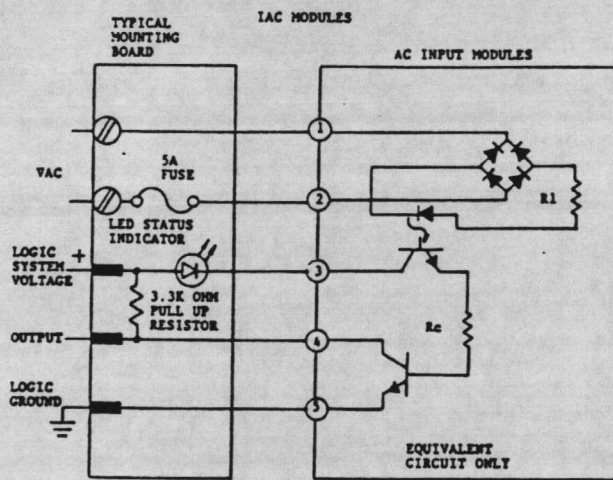 IAC MODULES
TYPICAL
MOUNTING
BOARD
AC INPUT MODULES
1
VAC
5A
FUSE
2
R1
LED STATUS
INDICATOR
LOGIC
SYSTEM
VOLTAGE
+
3
3.3K OHM
PULL UP
RESISTOR
Rc
OUTPUT
4
LOGIC
GROUND
5
EQUIVALENT
CIRCUIT ONLY